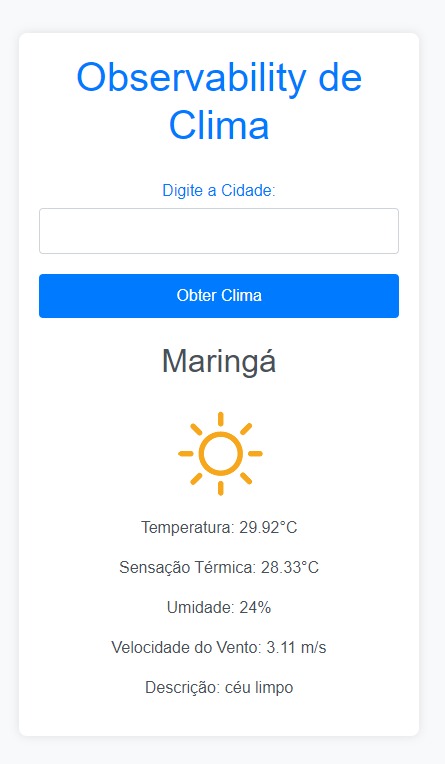 Observability de
Clima
Digite a Cidade:
Obter Clima
Maringá
Temperatura: 29.92°C
Sensação Térmica: 28.33°C
Umidade: 24%
Velocidade do Vento: 3.11 m/s
Descrição: céu limpo